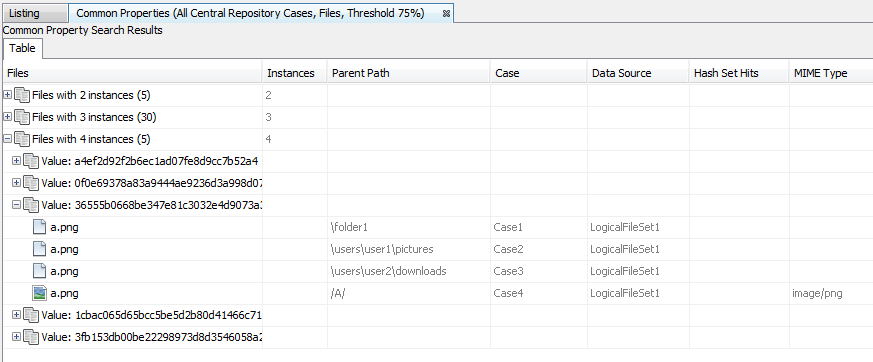 Listing Common Properties (All Central Repository Cases, Files, Threshold 75%)
Common Property Search Results
Table
Files Instances Parent Path Case Data Source Hash Set Hits MIME Type
Files with 2 instances (5) 2
Files with 3 instances (30) 3
Files with 4 instances (5) 4
Value: a4ef2d92f2b6ec1ad07fe8d9cc7b52a4
Value: 0f0e69378a83a9444ae9236d3a998d07
Value: 36555b0668be347e81c3032e4d9073a3
a.png \folder1 Case1 LogicalFileSet1
a.png \users\user1\pictures Case2 LogicalFileSet1
a.png \users\user2\downloads Case3 LogicalFileSet1
a.png /A/ Case4 LogicalFileSet1 image/png
Value: 1cbac065d65bcc5be5d2b80d41466c71
Value: 3fb153db00be22298973d8d3546058a2